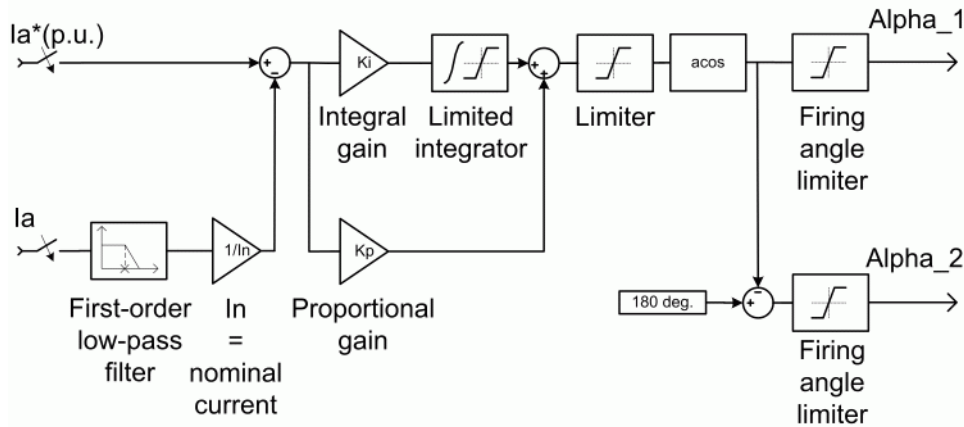 Ia*(p.u.)
Alpha_1
+
−
Ki
+
+
acos
Integral
gain
Limited
integrator
Limiter
Firing
angle
limiter
Ia
1/In
Kp
Alpha_2
180 deg.
−
+
First-order
low-pass
filter
In
=
nominal
current
Proportional
gain
Firing
angle
limiter